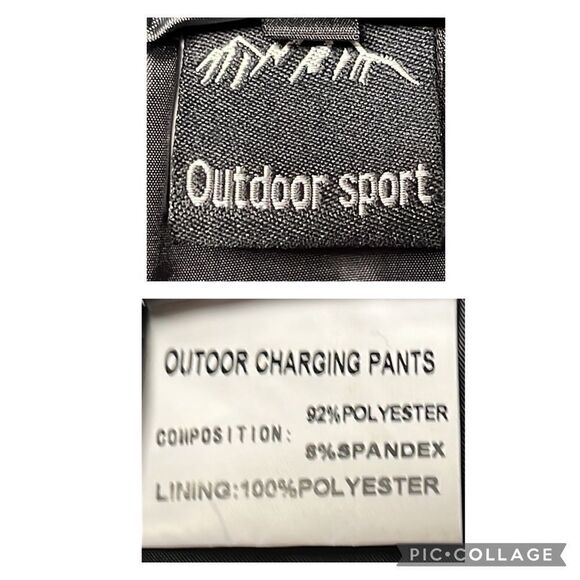 Outdoor sport
OUTOOR CHARGING PANTS
92%POLYESTER
COMPOSITION:
8%SPANDEX
LINING:100%POLYESTER
PIC•COLLAGE